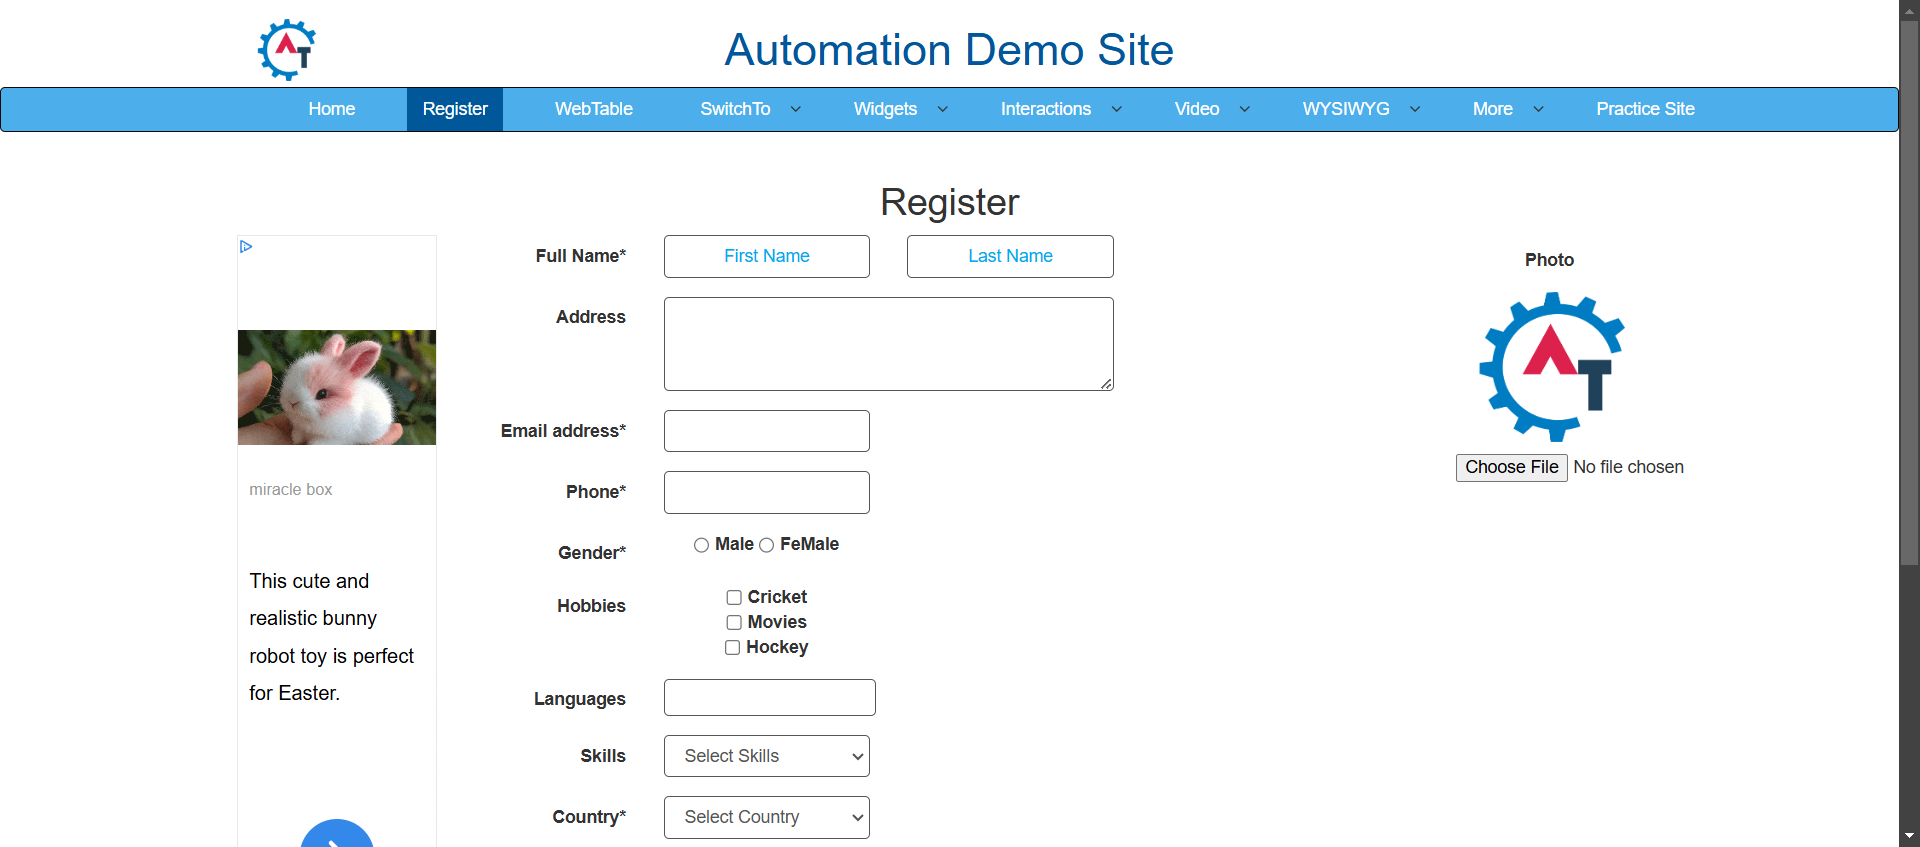 AT
Automation Demo Site
Home Register WebTable SwitchTo Widgets Interactions Video WYSIWYG More Practice Site
Register
Full Name* First Name Last Name
Photo
Address
AT
Email address*
Choose File No file chosen
miracle box
Phone*
Gender* Male FeMale
This cute and
realistic bunny
robot toy is perfect
for Easter.
Hobbies
Cricket
Movies
Hockey
Languages
Skills Select Skills
Country* Select Country